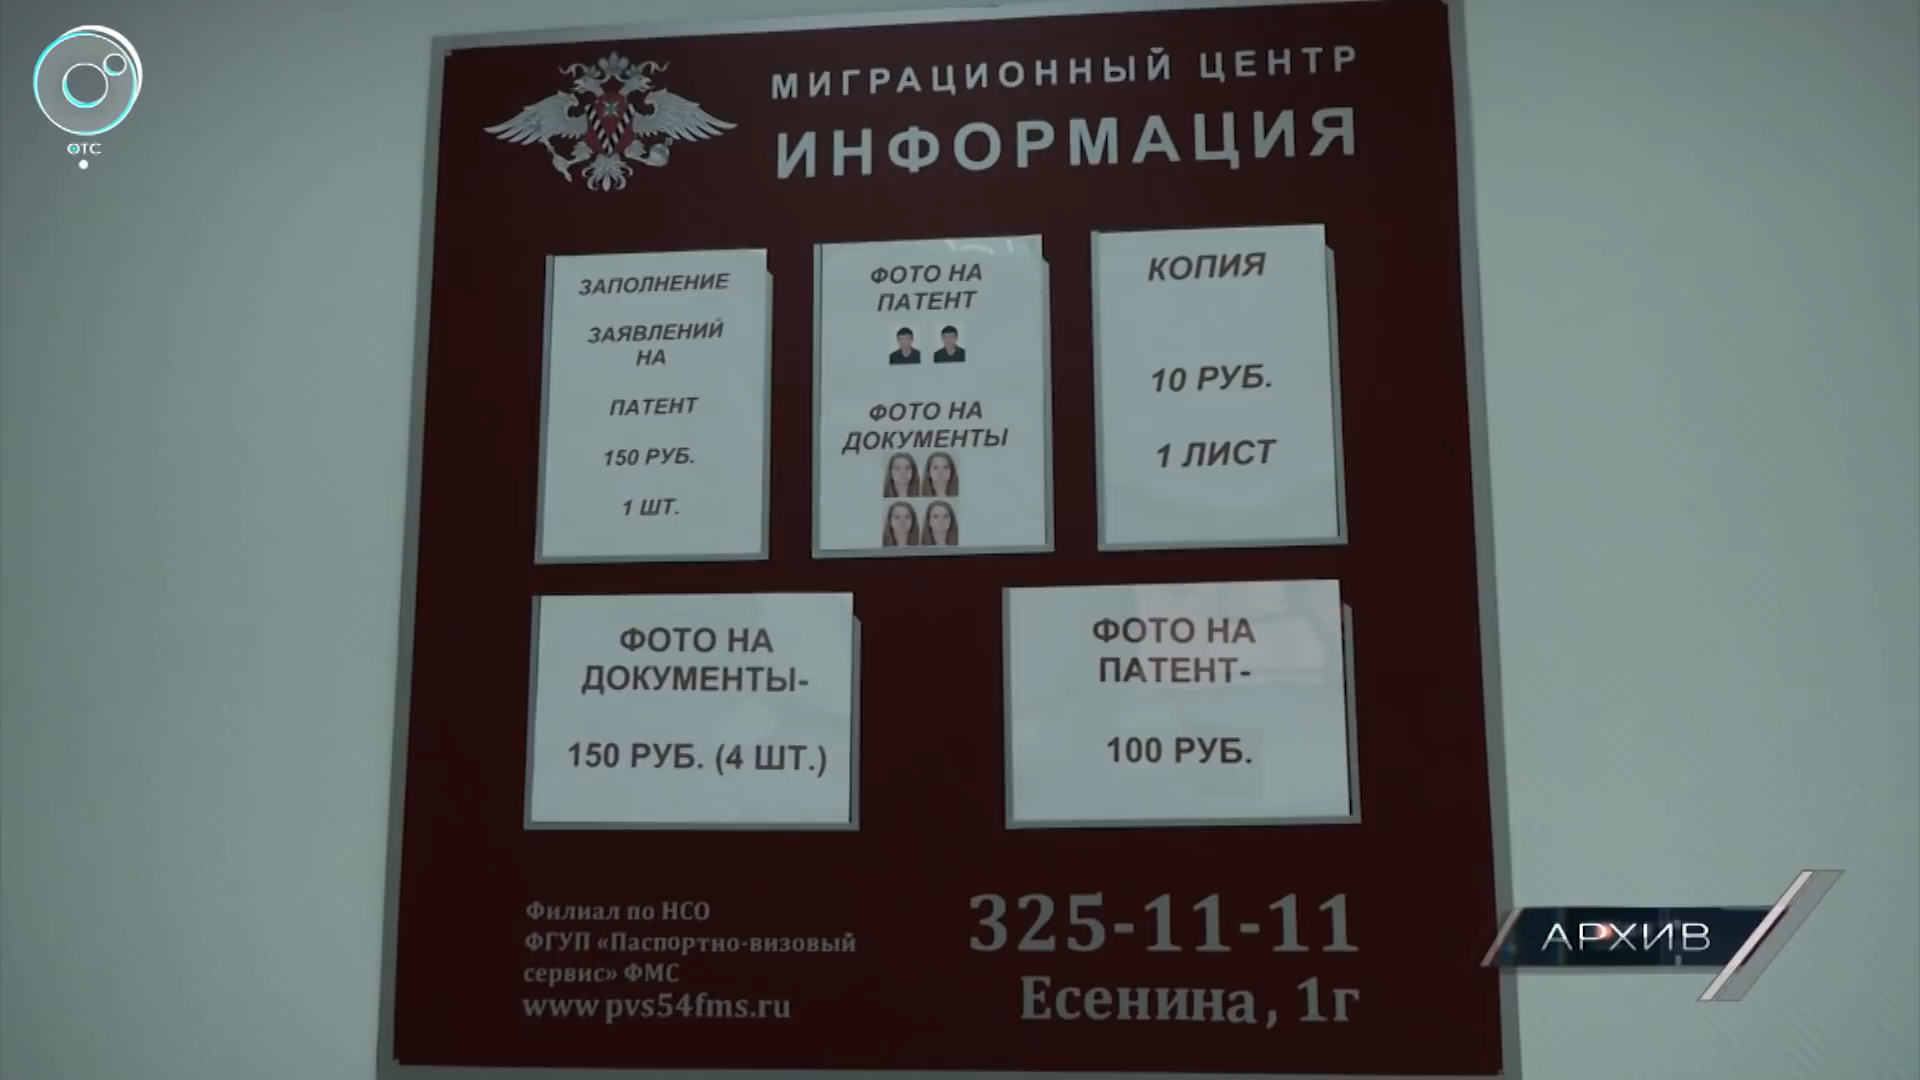 ОТС
МИГРАЦИОННЫЙ ЦЕНТР
ИНФОРМАЦИЯ
ЗАПОЛНЕНИЕ
ЗАЯВЛЕНИЙ
НА
ПАТЕНТ
150 РУБ.
1 ШТ.
ФОТО НА
ПАТЕНТ
ФОТО НА
ДОКУМЕНТЫ
КОПИЯ
10 РУБ.
1 ЛИСТ
ФОТО НА
ДОКУМЕНТЫ-
150 РУБ. (4 ШТ.)
ФОТО НА
ПАТЕНТ-
100 РУБ.
Филиал по НСО
ФГУП «Паспортно-визовый
сервис» ФМС
www pvs54fms.ru
325-11-11
Есенина, 1г
АРХИВ